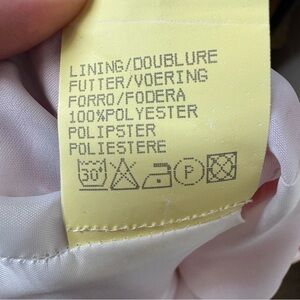 LINING/DOUBLURE
FUTTER/VOERING
FORRO/FODERA
100%POLYESTER
POLIPSTER
POLIESTERE
30° P